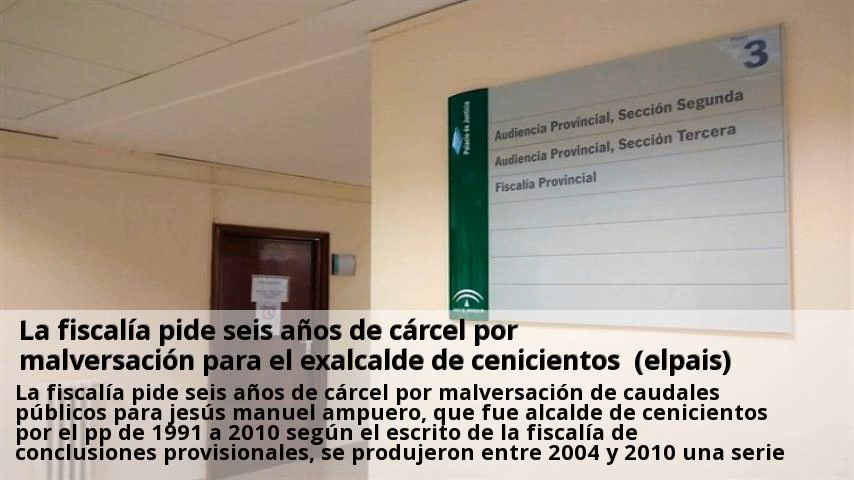 3
Palacio de Justicia
Audiencia Provincial, Sección Segunda
Audiencia Provincial, Sección Tercera
Fiscalía Provincial
La fiscalía pide seis años de cárcel por
malversación para el exalcalde de cenicientos (elpais)
La fiscalía pide seis años de cárcel por malversación de caudales
públicos para jesús manuel ampuero, que fue alcalde de cenicientos
por el pp de 1991 a 2010 según el escrito de la fiscalía de
conclusiones provisionales, se produjeron entre 2004 y 2010 una serie